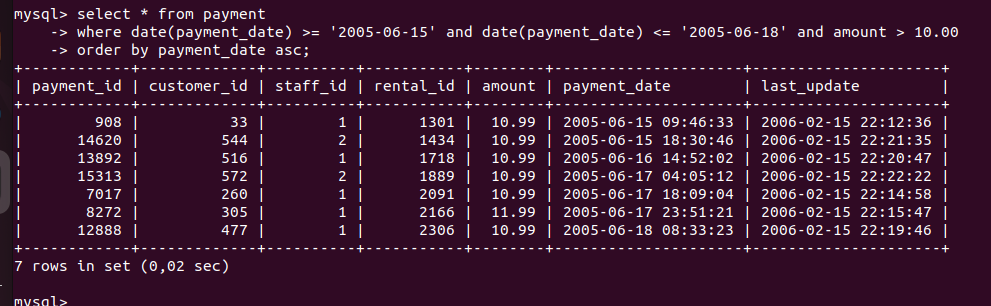 mysql> select * from payment
    -> where date(payment_date) >= '2005-06-15' and date(payment_date) <= '2005-06-18' and amount > 10.00
    -> order by payment_date asc;
+------------+-------------+----------+-----------+--------+---------------------+---------------------+
| payment_id | customer_id | staff_id | rental_id | amount | payment_date        | last_update         |
+------------+-------------+----------+-----------+--------+---------------------+---------------------+
|        908 |          33 |        1 |      1301 |  10.99 | 2005-06-15 09:46:33 | 2006-02-15 22:12:36 |
|      14620 |         544 |        2 |      1434 |  10.99 | 2005-06-15 18:30:46 | 2006-02-15 22:21:35 |
|      13892 |         516 |        1 |      1718 |  10.99 | 2005-06-16 14:52:02 | 2006-02-15 22:20:47 |
|      15313 |         572 |        2 |      1889 |  10.99 | 2005-06-17 04:05:12 | 2006-02-15 22:22:22 |
|       7017 |         260 |        1 |      2091 |  10.99 | 2005-06-17 18:09:04 | 2006-02-15 22:14:58 |
|       8272 |         305 |        1 |      2166 |  11.99 | 2005-06-17 23:51:21 | 2006-02-15 22:15:47 |
|      12888 |         477 |        1 |      2306 |  10.99 | 2005-06-18 08:33:23 | 2006-02-15 22:19:46 |
+------------+-------------+----------+-----------+--------+---------------------+---------------------+
7 rows in set (0,02 sec)
mysql>